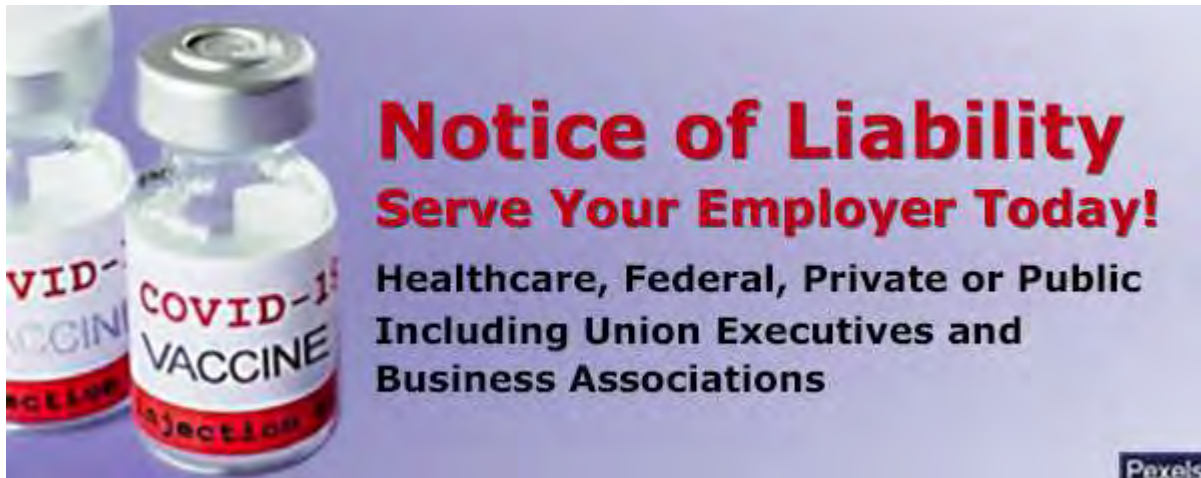 Notice of Liability
Serve Your Employer Today!
Healthcare, Federal, Private or Public
Including Union Executives and
Business Associations
VID-
COVID-1
VACCINE
injection
Pexels